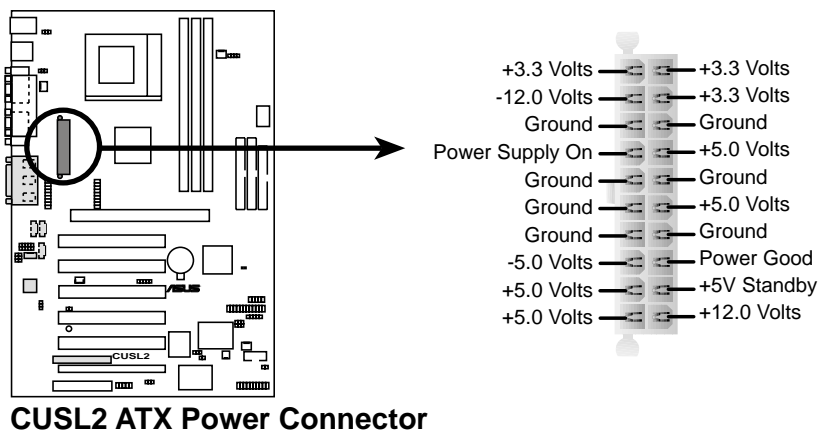 +3.3 Volts +3.3 Volts
-12.0 Volts +3.3 Volts
Ground Ground
Power Supply On +5.0 Volts
Ground Ground
Ground +5.0 Volts
Ground Ground
-5.0 Volts Power Good
+5.0 Volts +5V Standby
+5.0 Volts +12.0 Volts
ASUS
CUSL2
CUSL2 ATX Power Connector